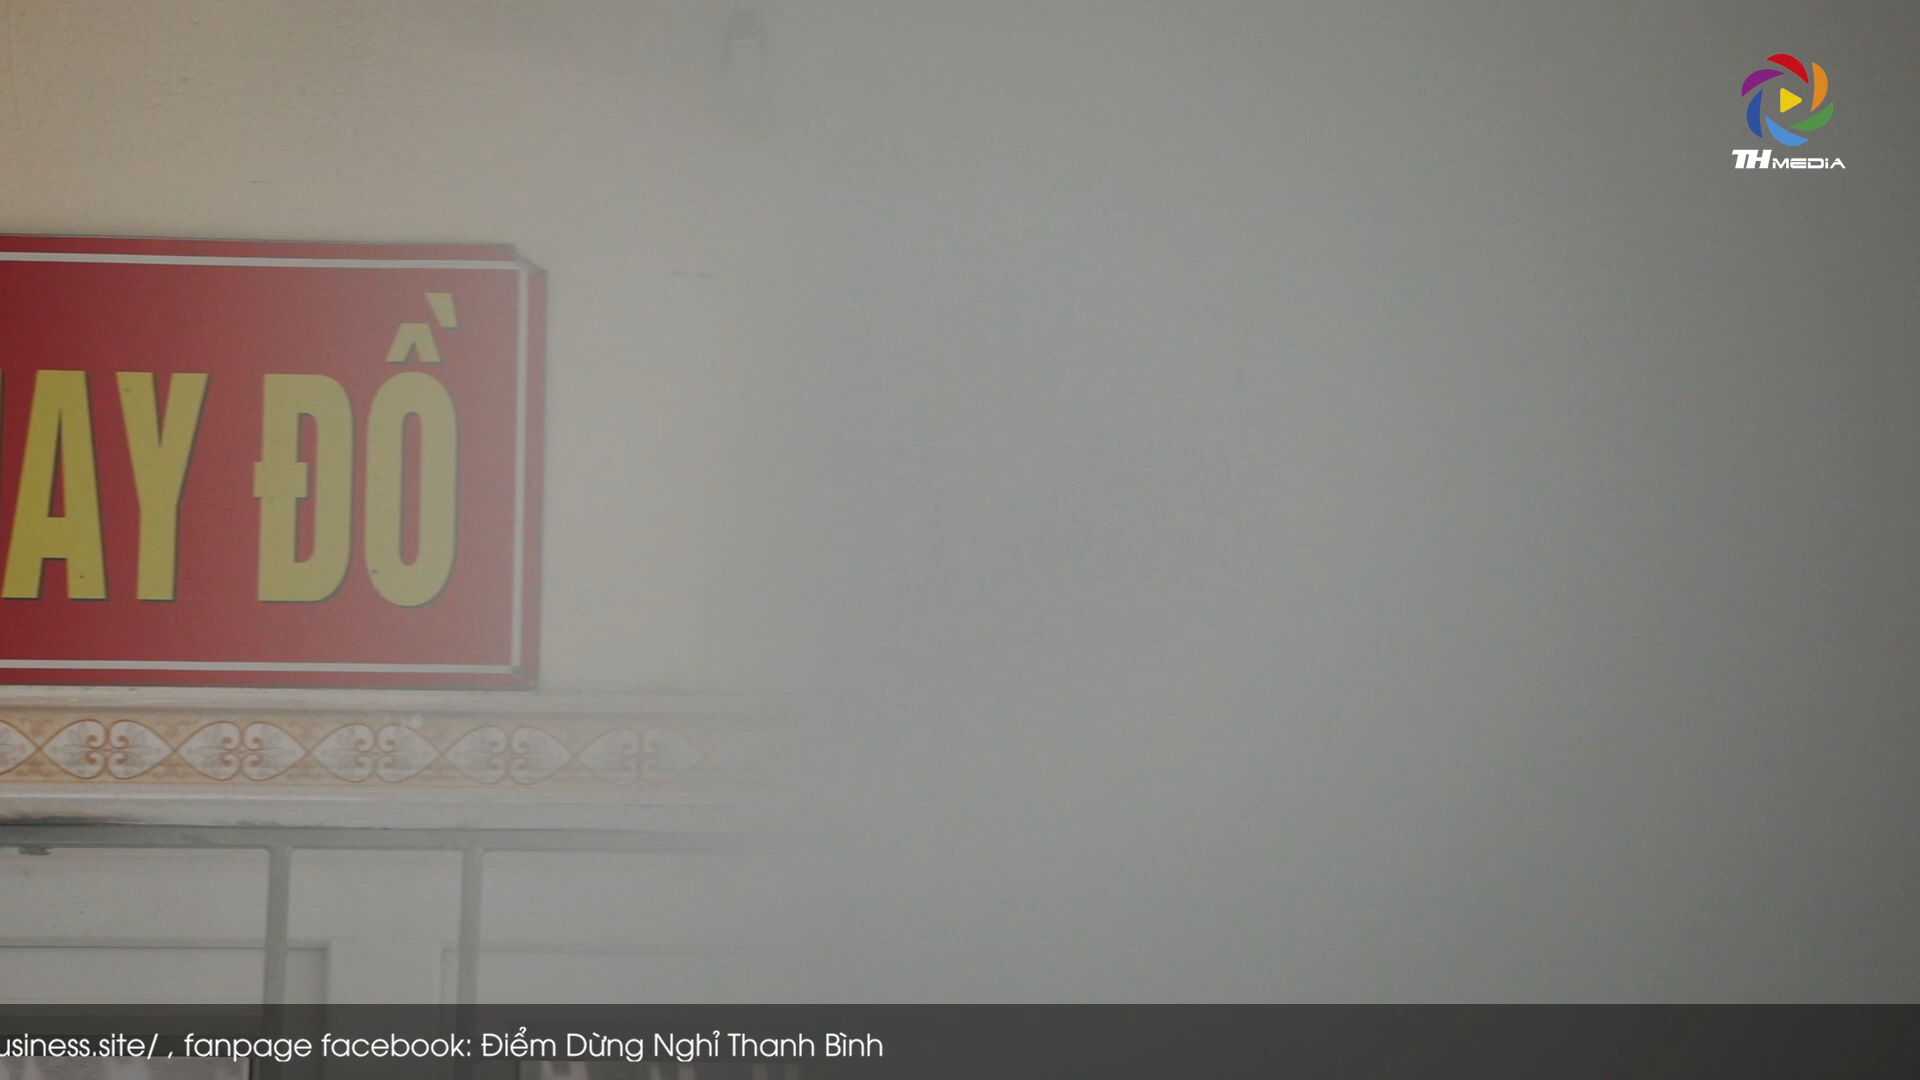 TH MEDiA
AY ĐỒ
usiness.site/ , fanpage facebook: Điểm Dừng Nghỉ Thanh Bình